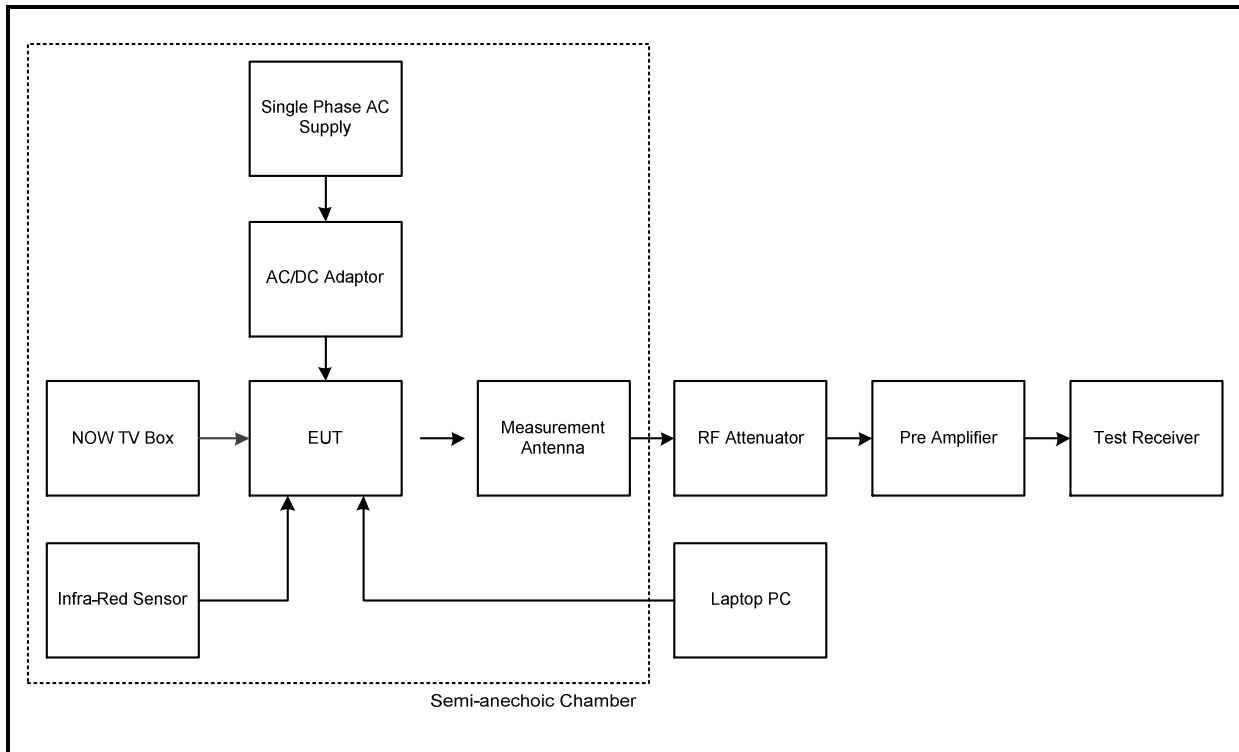 Single Phase AC
Supply
AC/DC Adaptor
NOW TV Box
EUT
Measurement
Antenna
RF Attenuator
Pre Amplifier
Test Receiver
Infra-Red Sensor
Laptop PC
Semi-anechoic Chamber